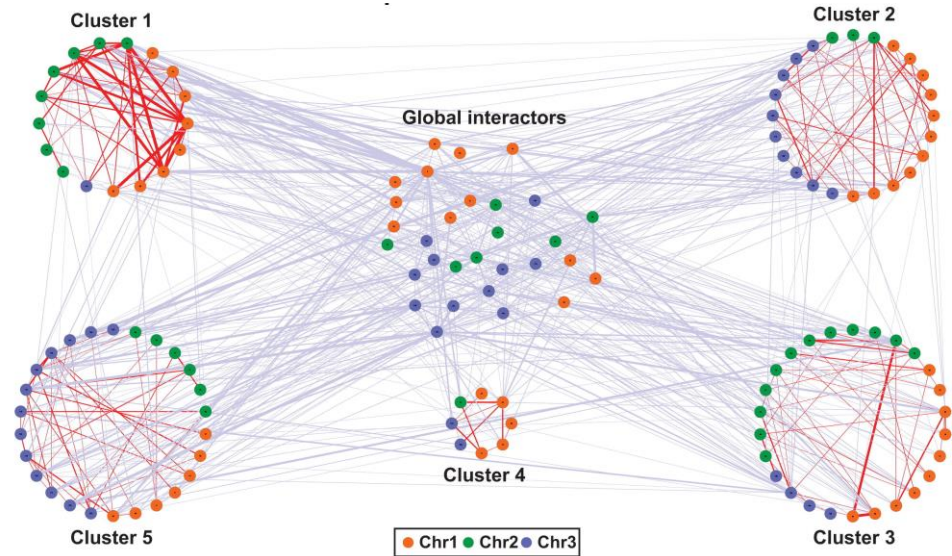 Cluster 1
Cluster 2
Global interactors
Cluster 4
Cluster 5
Cluster 3
Chr1 Chr2 Chr3